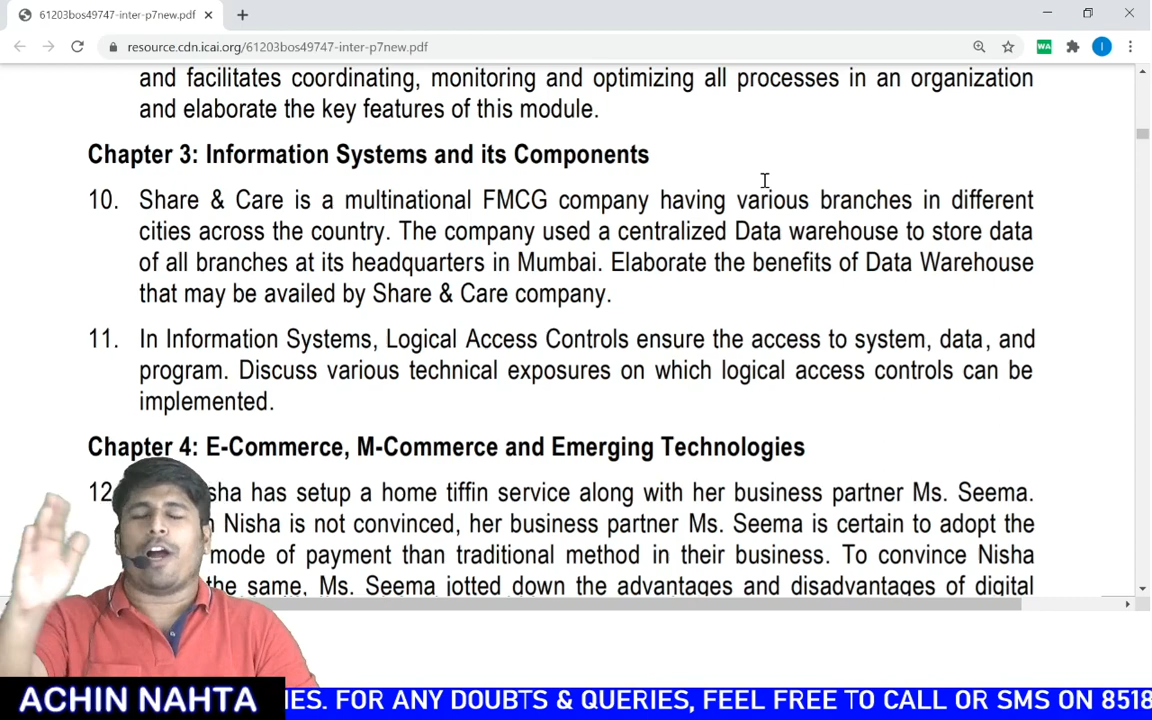 61203bos49747-inter-p7new.pdf
resource.cdn.icai.org/61203bos49747-inter-p7new.pdf
WA
I
and facilitates coordinating, monitoring and optimizing all processes in an organization
and elaborate the key features of this module.
Chapter 3: Information Systems and its Components
10. Share & Care is a multinational FMCG company having various branches in different
cities across the country. The company used a centralized Data warehouse to store data
of all branches at its headquarters in Mumbai. Elaborate the benefits of Data Warehouse
that may be availed by Share & Care company.
11. In Information Systems, Logical Access Controls ensure the access to system, data, and
program. Discuss various technical exposures on which logical access controls can be
implemented.
Chapter 4: E-Commerce, M-Commerce and Emerging Technologies
12 sha has setup a home tiffin service along with her business partner Ms. Seema.
Nisha is not convinced, her business partner Ms. Seema is certain to adopt the
mode of payment than traditional method in their business. To convince Nisha
the same, Ms. Seema jotted down the advantages and disadvantages of digital
ACHIN NAHTA
MES. FOR ANY DOUBTS & QUERIES, FEEL FREE TO CALL OR SMS ON 8518